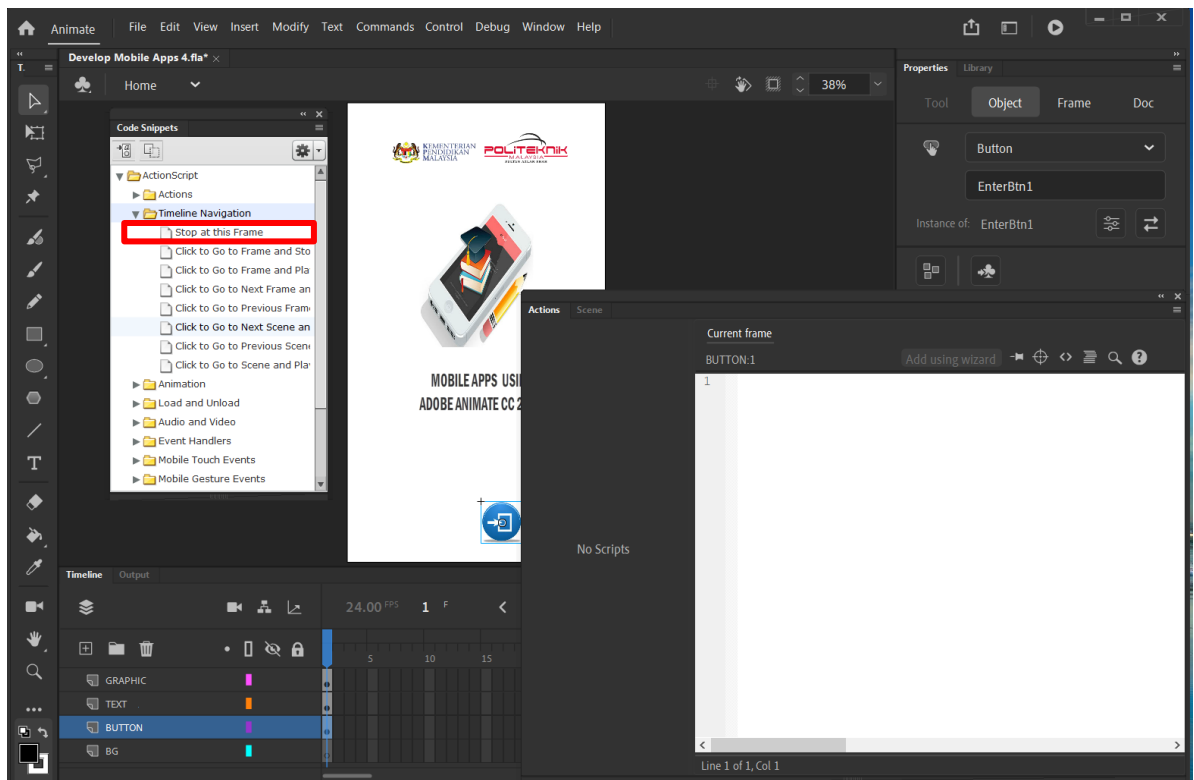 Animate File Edit View Insert Modify Text Commands Control Debug Window Help
Develop Mobile Apps 4.fla*
T.
Home
38%
Code Snippets
ActionScript
Actions
Timeline Navigation
Stop at this Frame
Click to Go to Frame and Sto
Click to Go to Frame and Pla
Click to Go to Next Frame an
Click to Go to Previous Fram
Click to Go to Next Scene an
Click to Go to Previous Scen
Click to Go to Scene and Play
Animation
Load and Unload
Audio and Video
Event Handlers
Mobile Touch Events
Mobile Gesture Events
KEMENTERIAN
PENDIDIKAN
MALAYSIA
POLITEKNIK
MALAYSIA
MOBILE APPS USI
ADOBE ANIMATE CC 2
Properties Library
Tool Object Frame Doc
Button
EnterBtn1
Instance of: EnterBtn1
Actions Scene
Current frame
BUTTON:1
Add using wizard
1
No Scripts
Line 1 of 1, Col 1
Timeline Output
24.00 FPS 1 F
5 10 15
GRAPHIC
TEXT
BUTTON
BG